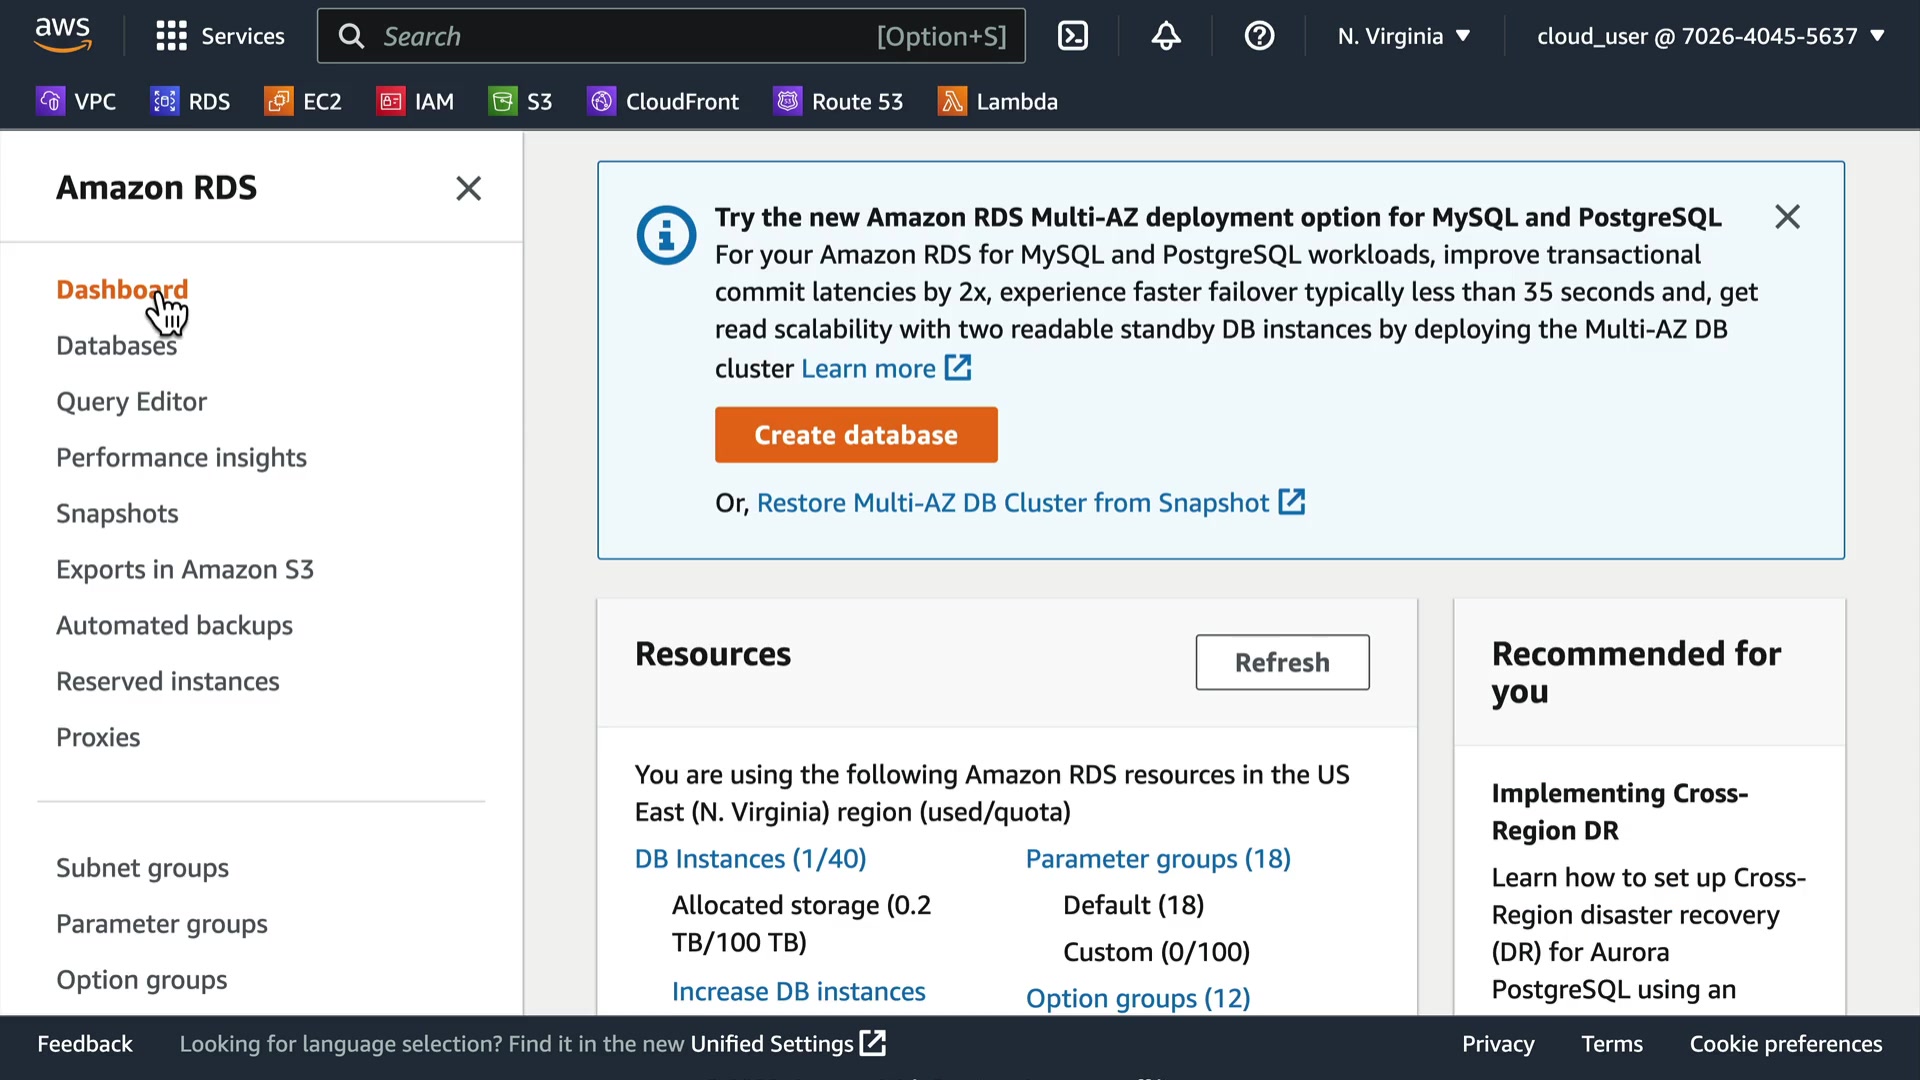 aws
Services
Search
[Option+S]
N. Virginia ▼
cloud_user @ 7026-4045-5637 ▼
VPC
RDS
EC2
IAM
S3
CloudFront
Route 53
Lambda
Amazon RDS
Dashboard
Databases
Query Editor
Performance insights
Snapshots
Exports in Amazon S3
Automated backups
Reserved instances
Proxies
Subnet groups
Parameter groups
Option groups
Try the new Amazon RDS Multi-AZ deployment option for MySQL and PostgreSQL
For your Amazon RDS for MySQL and PostgreSQL workloads, improve transactional
commit latencies by 2x, experience faster failover typically less than 35 seconds and, get
read scalability with two readable standby DB instances by deploying the Multi-AZ DB
cluster Learn more
Create database
Or, Restore Multi-AZ DB Cluster from Snapshot
Resources
Refresh
You are using the following Amazon RDS resources in the US
East (N. Virginia) region (used/quota)
DB Instances (1/40)
Allocated storage (0.2
TB/100 TB)
Increase DB instances
Parameter groups (18)
Default (18)
Custom (0/100)
Option groups (12)
Recommended for
you
Implementing Cross-
Region DR
Learn how to set up Cross-
Region disaster recovery
(DR) for Aurora
PostgreSQL using an
Feedback
Looking for language selection? Find it in the new Unified Settings
Privacy
Terms
Cookie preferences